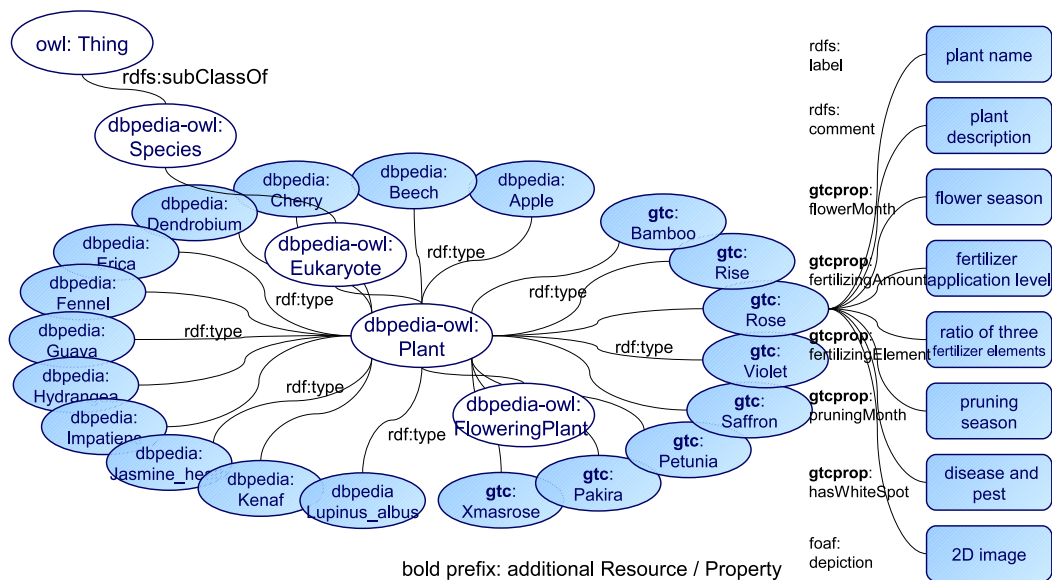 owl: Thing
rdfs:subClassOf
dbpedia-owl:
Species
dbpedia:
Dendrobium
dbpedia:
Cherry
dbpedia:
Beech
dbpedia:
Apple
dbpedia-owl:
Eukaryote
dbpedia:
Erica
dbpedia:
Fennel
dbpedia:
Guava
dbpedia:
Hydrangea
dbpedia:
Impatiens
dbpedia:
Jasmine_hea
dbpedia:
Kenaf
dbpedia
Lupinus_albus
rdf:type
rdf:type
rdf:type
rdf:type
rdf:type
rdf:type
rdf:type
rdf:type
dbpedia-owl:
Plant
dbpedia-owl:
FloweringPlant
gtc:
Bamboo
gtc:
Rise
gtc:
Rose
gtc:
Violet
gtc:
Saffron
gtc:
Petunia
gtc:
Pakira
gtc:
Xmasrose
rdfs:
label
plant name
rdfs:
comment
plant
description
gtcprop:
flowerMonth
flower season
gtcprop:
fertilizingAmount
fertilizer
application level
gtcprop:
fertilizingElement
ratio of three
fertilizer elements
gtcprop:
pruningMonth
pruning
season
gtcprop:
hasWhiteSpot
disease and
pest
foaf:
depiction
2D image
bold prefix: additional Resource / Property